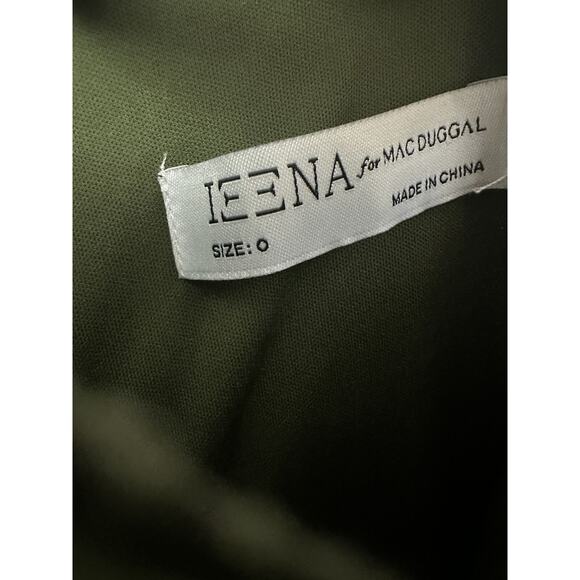 IEENA for MAC DUGGAL
SIZE: 0
MADE IN CHINA